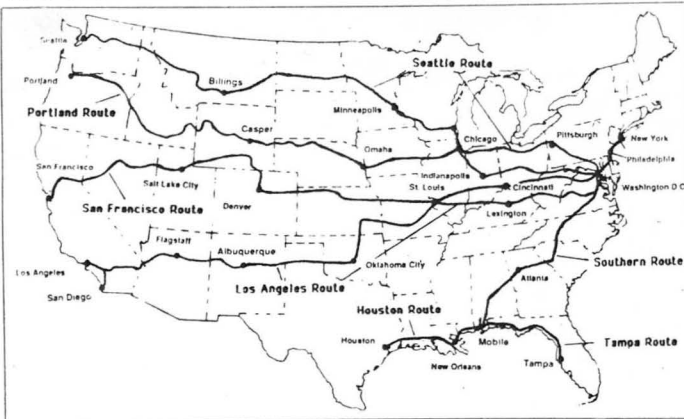 Seattle
Seattle Route
Portland
Billings
Portland Route
Minneapolis
Casper
Chicago
Pittsburgh
New York
Omaha
Philadelphia
San Francisco
Indianapolis
Salt Lake City
St. Louis
Cincinnati
Washington D C
San Francisco Route
Denver
Lexington
Flagstaff
Albuquerque
Los Angeles
Los Angeles Route
Oklahoma City
Southern Route
San Diego
Atlanta
Houston Route
Houston
Mobile
Tampa Route
New Orleans
Tampa